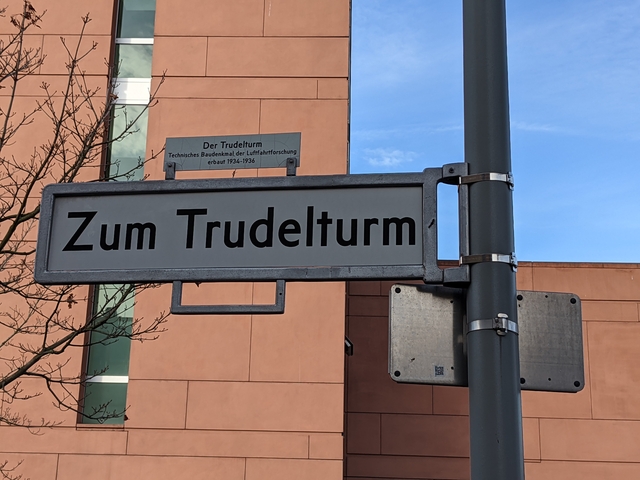 Der Trudelturm
Technisches Baudenkmal der Luftfahrtforschung
erbaut 1934-1936
Zum Trudelturm